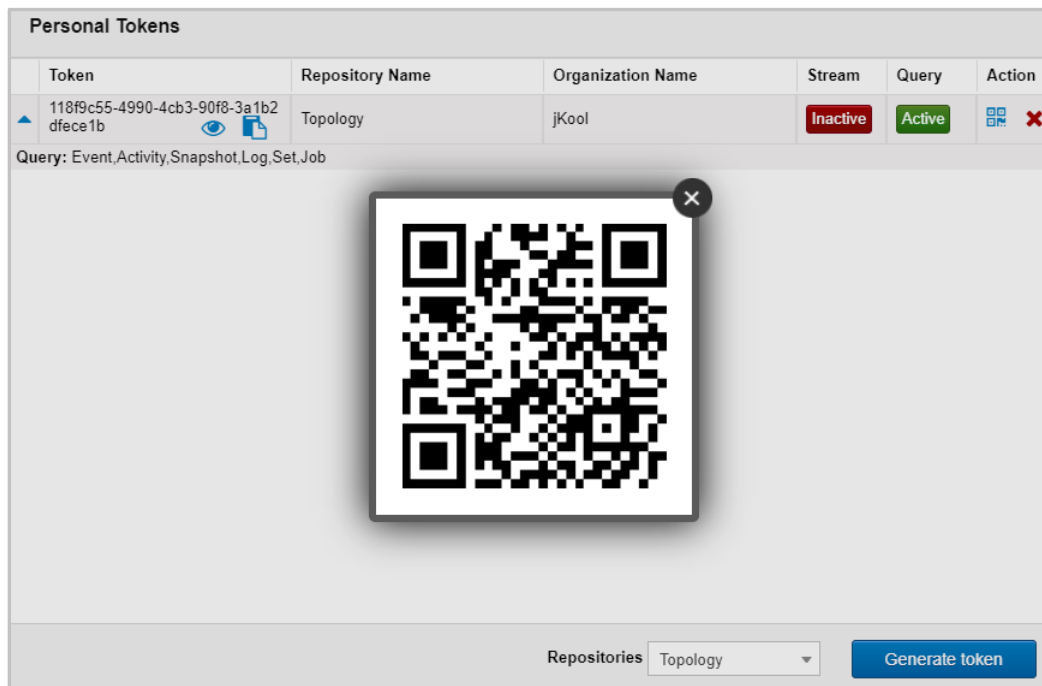 Personal Tokens
Token Repository Name Organization Name Stream Query Action
118f9c55-4990-4cb3-90f8-3a1b2
dfece1b Topology jKool Inactive Active
Query: Event,Activity,Snapshot,Log,Set,Job
Repositories Topology Generate token